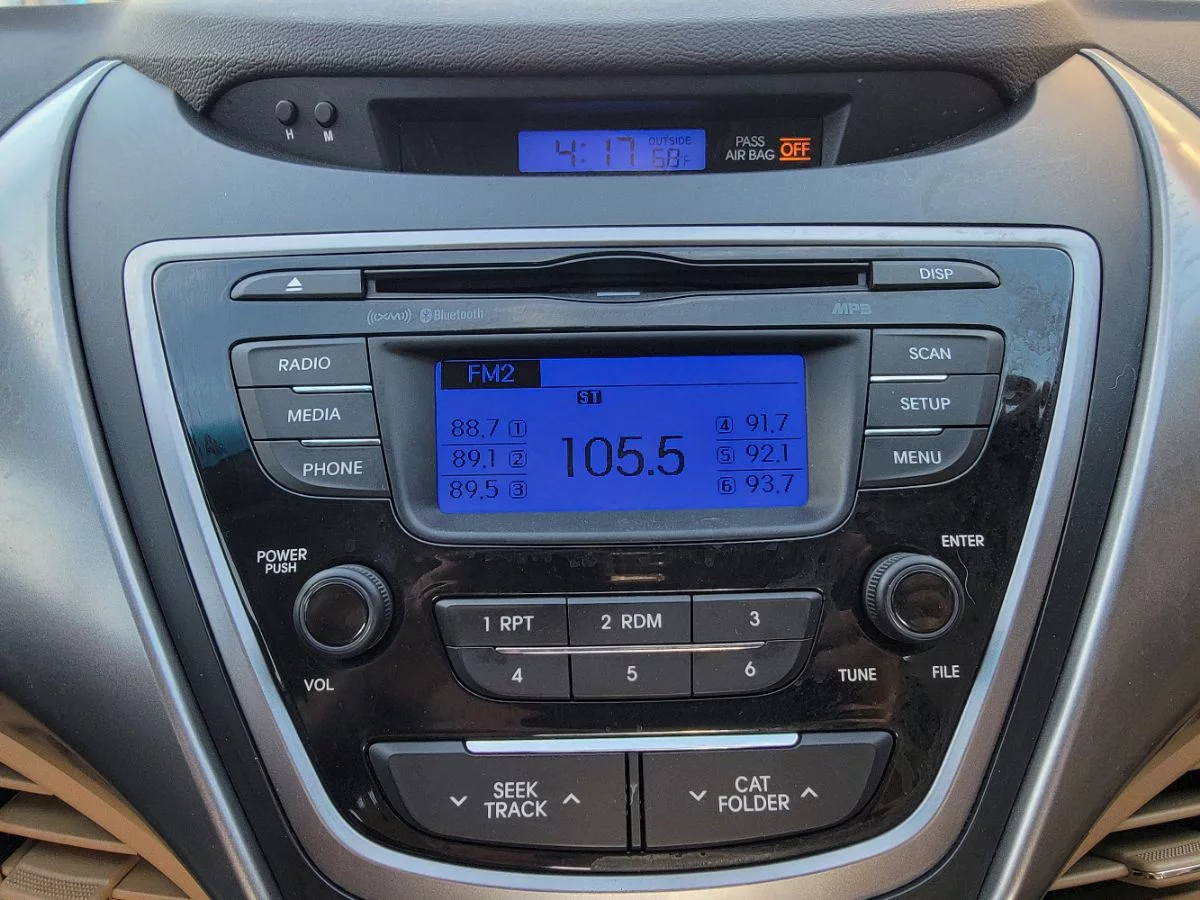 H M
4:17 OUTSIDE 68°F
PASS AIR BAG OFF
DISP
((XM)) Bluetooth MP3
RADIO
MEDIA
PHONE
FM2
ST
88.7 1
89.1 2
89.5 3
105.5
4 91.7
5 92.1
6 93.7
SCAN
SETUP
MENU
POWER
PUSH
VOL
1 RPT 2 RDM 3
4 5 6
ENTER
TUNE FILE
SEEK
TRACK
CAT
FOLDER